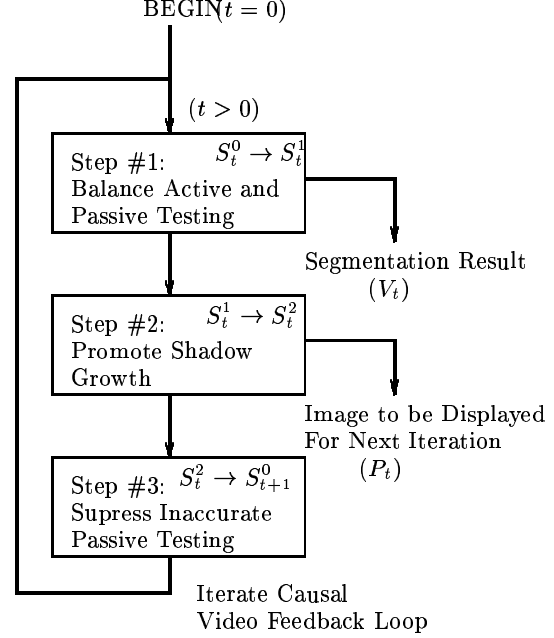 BEGIN (t = 0)
(t > 0)
Step #1: S_t^0 → S_t^1
Balance Active and
Passive Testing
Segmentation Result
(V_t)
Step #2: S_t^1 → S_t^2
Promote Shadow
Growth
Image to be Displayed
For Next Iteration
(P_t)
Step #3: S_t^2 → S_{t+1}^0
Supress Inaccurate
Passive Testing
Iterate Causal
Video Feedback Loop